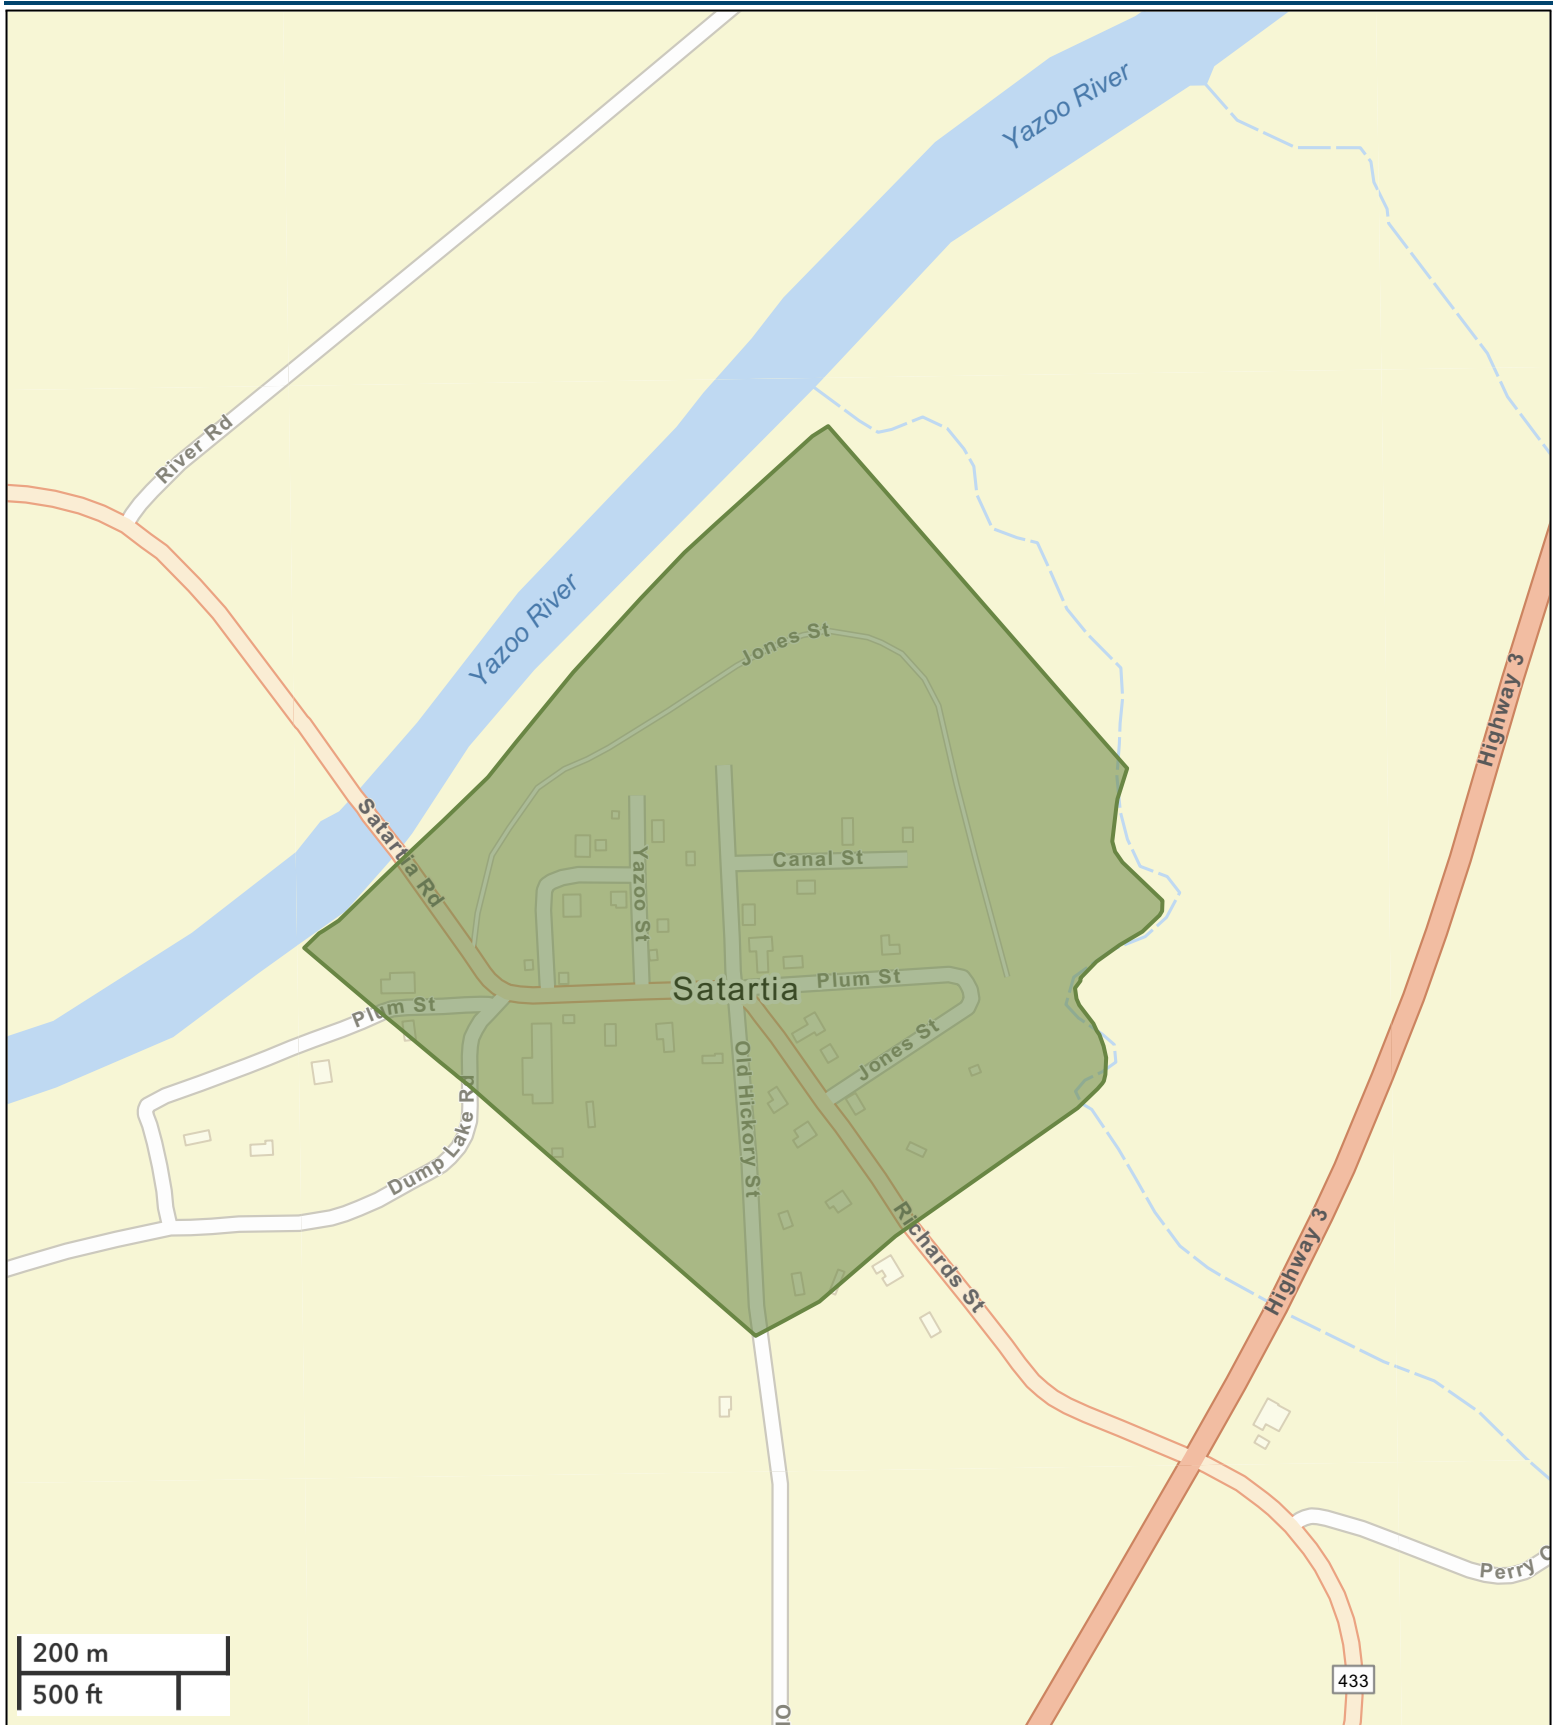 Yazoo River
River Rd
Yazoo River
Jones St
Highway 3
Satartia Rd
Yazoo St
Canal St
Satartia
Plum St
Plum St
Jones St
Old Hickory St
Dump Lake Rd
Richards St
Highway 3
Perry C
200 m
500 ft
433
Ol